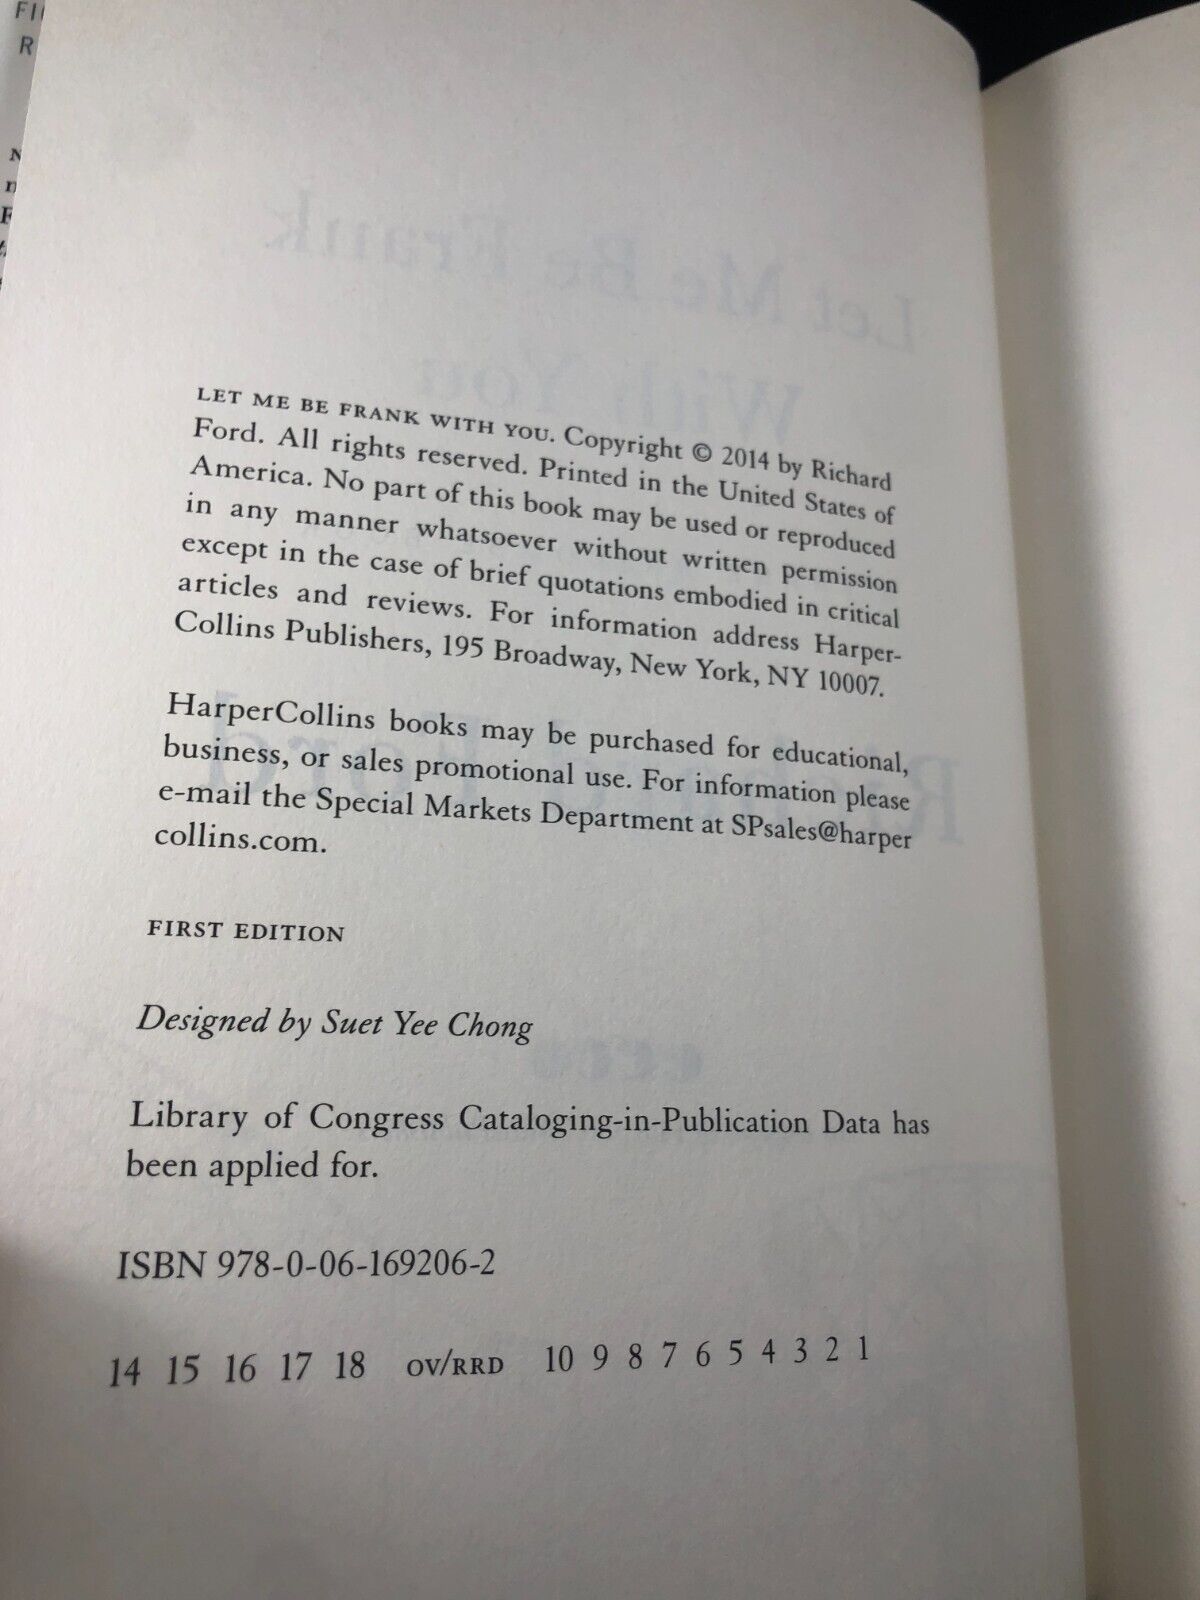 FI
R
LET ME BE FRANK WITH YOU. Copyright © 2014 by Richard
Ford. All rights reserved. Printed in the United States of
America. No part of this book may be used or reproduced
in any manner whatsoever without written permission
except in the case of brief quotations embodied in critical
articles and reviews. For information address Harper-
Collins Publishers, 195 Broadway, New York, NY 10007.
HarperCollins books may be purchased for educational,
business, or sales promotional use. For information please
e-mail the Special Markets Department at SPsales@harper
collins.com.
FIRST EDITION
Designed by Suet Yee Chong
Library of Congress Cataloging-in-Publication Data has
been applied for.
ISBN 978-0-06-169206-2
14 15 16 17 18 OV/RRD 10 9 8 7 6 5 4 3 2 1